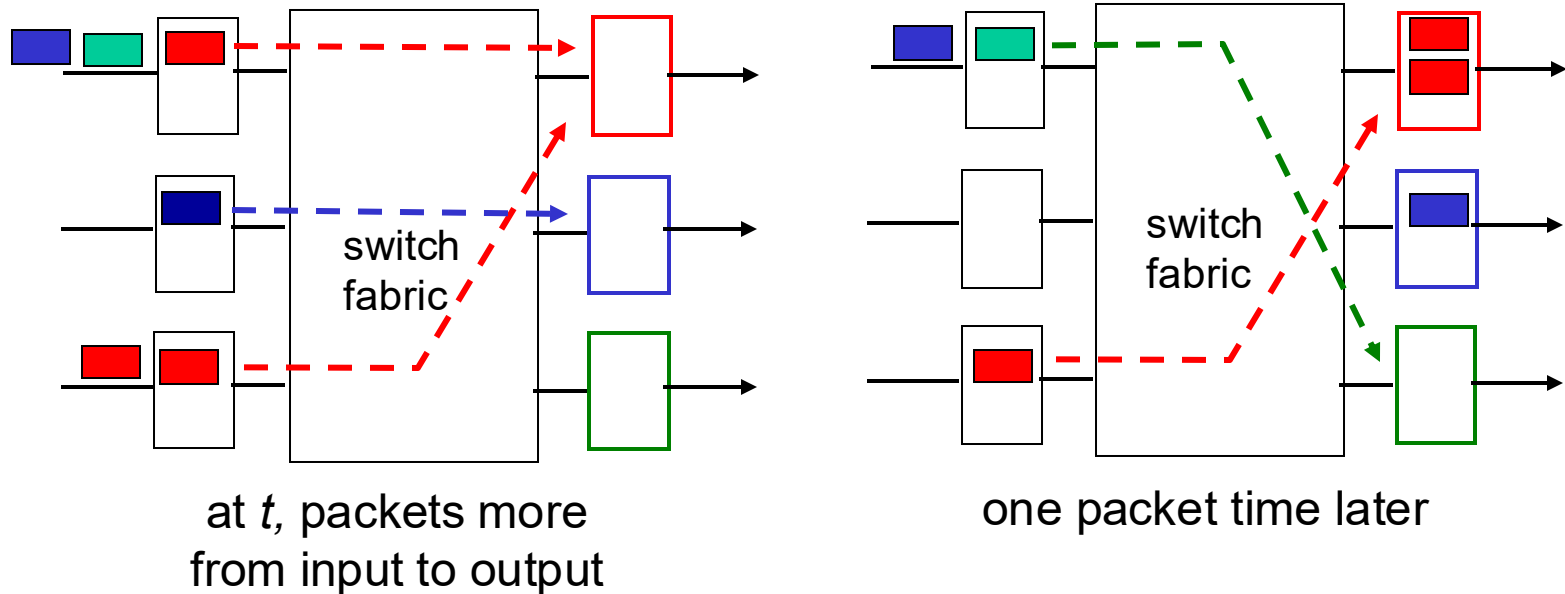 switch
fabric
at t, packets more
from input to output
switch
fabric
one packet time later